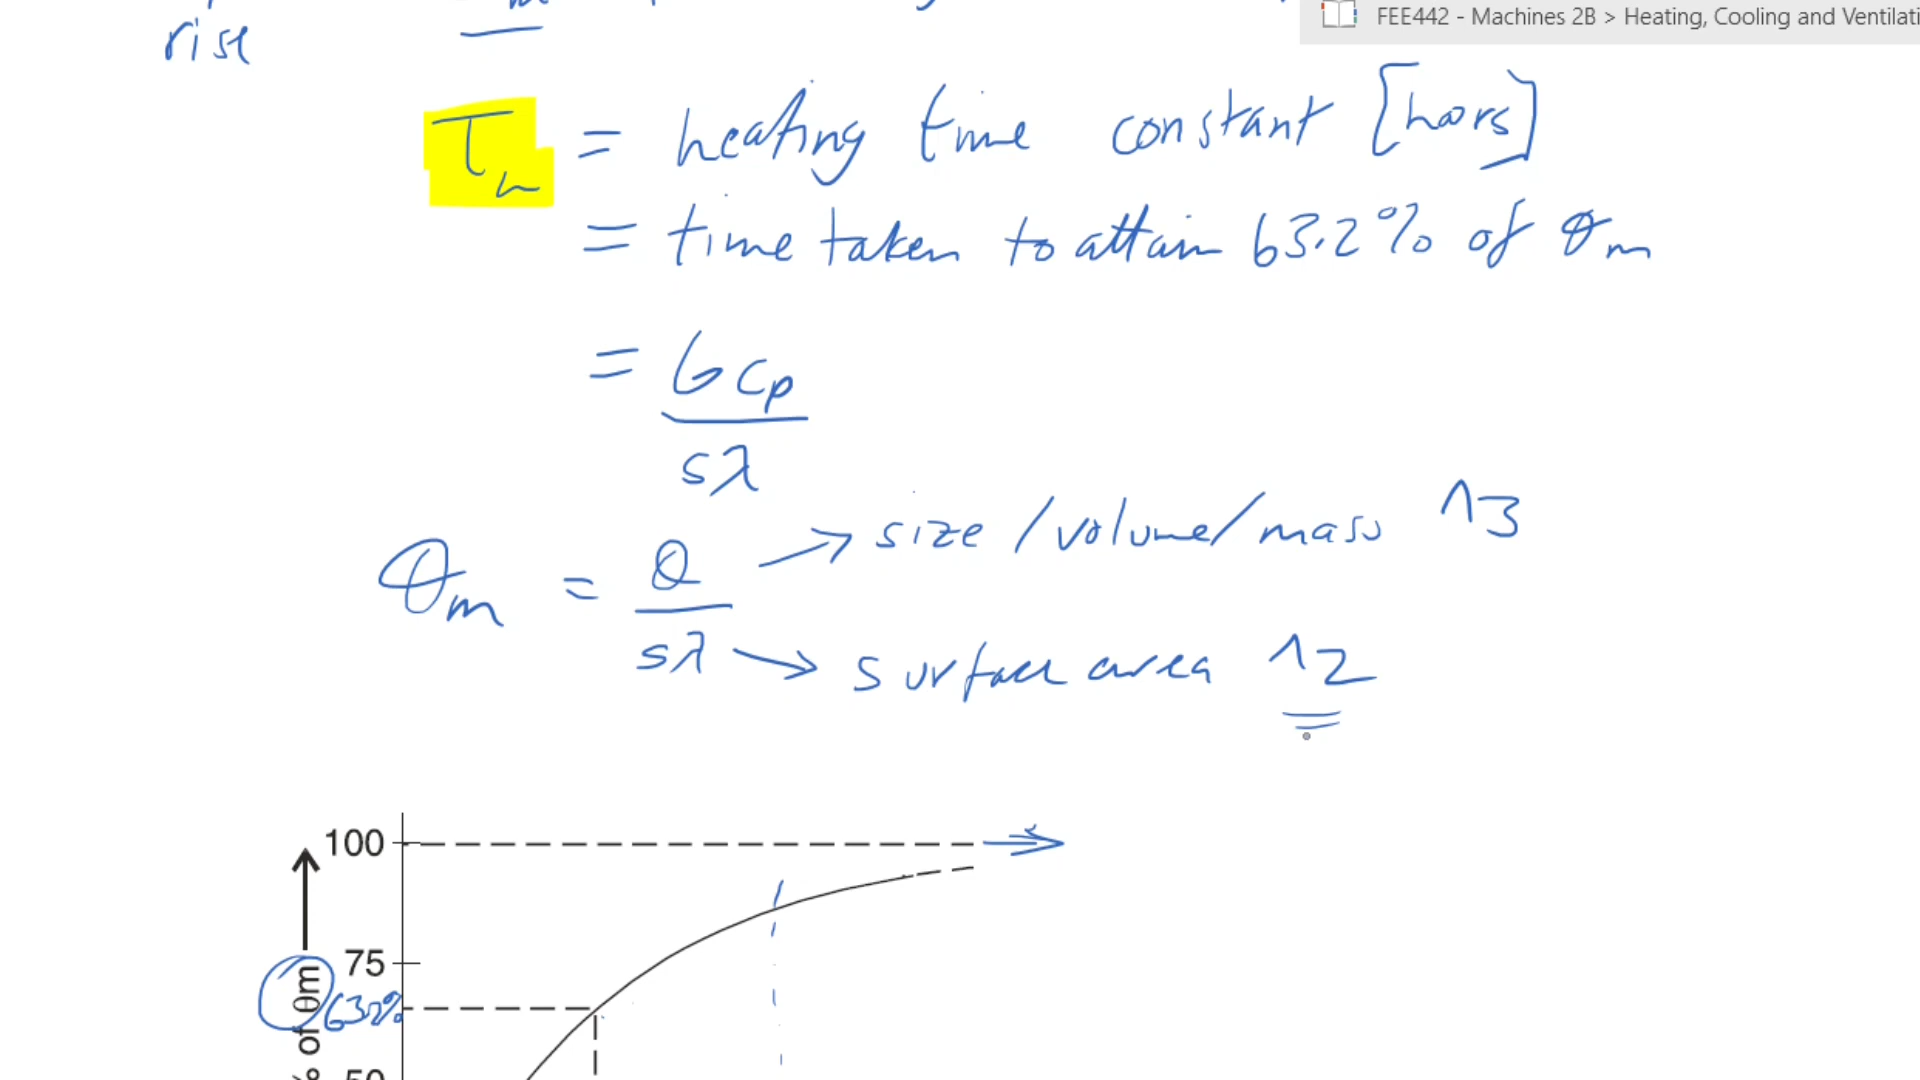 FEE442 - Machines 2B > Heating, Cooling and Ventilati
rise
τh = heating time constant [hours]
= time taken to attain 63.2% of θm
= G cp
sλ
θm = Q → size / volume / mass ^3
sλ → surface area ^2
100
75
63.2%
50
% of θm